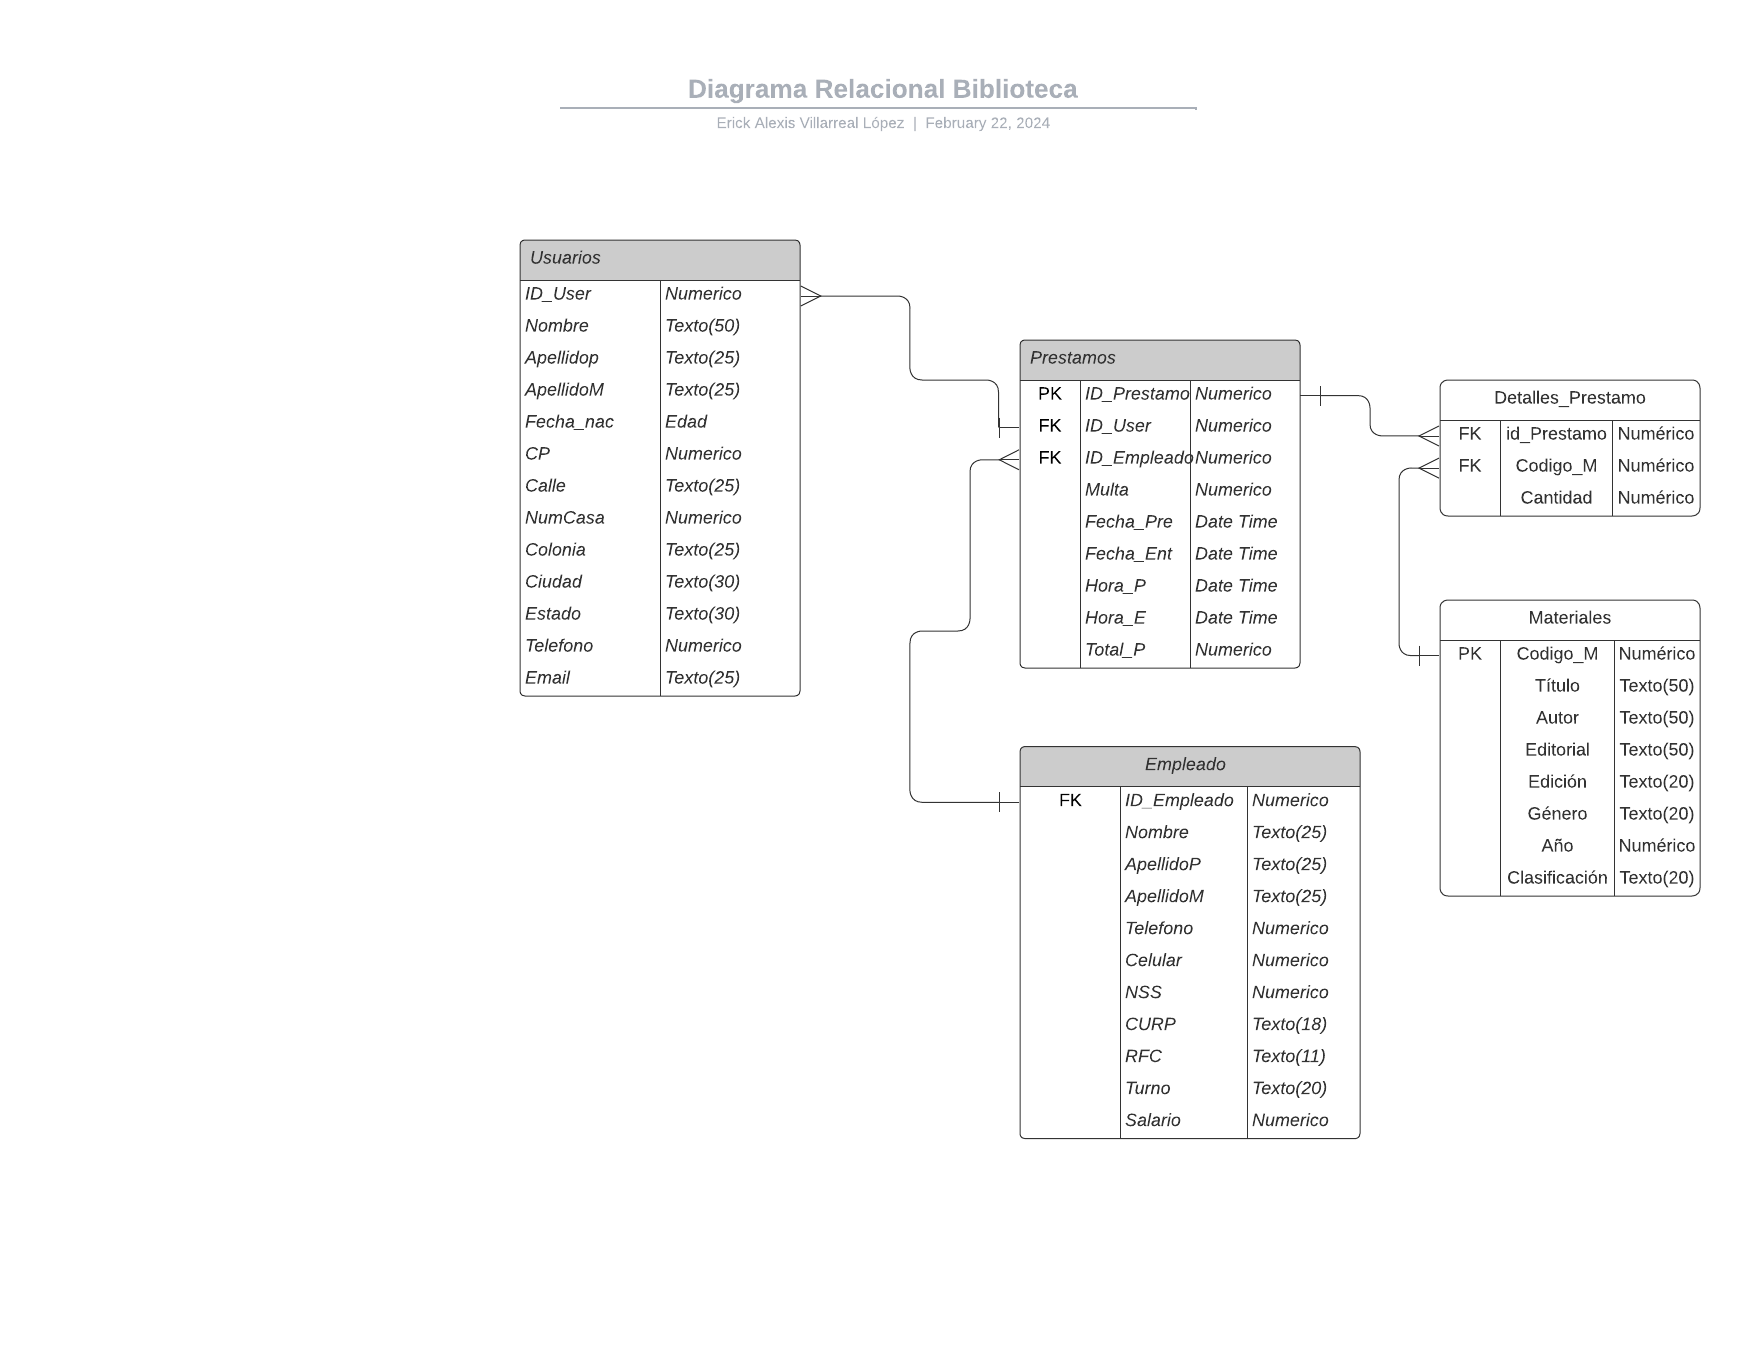 Diagrama Relacional Biblioteca
Erick Alexis Villarreal López | February 22, 2024
Usuarios
ID_User Numerico
Nombre Texto(50)
Apellidop Texto(25)
ApellidoM Texto(25)
Fecha_nac Edad
CP Numerico
Calle Texto(25)
NumCasa Numerico
Colonia Texto(25)
Ciudad Texto(30)
Estado Texto(30)
Telefono Numerico
Email Texto(25)
Prestamos
PK ID_Prestamo Numerico
FK ID_User Numerico
FK ID_Empleado Numerico
Multa Numerico
Fecha_Pre Date Time
Fecha_Ent Date Time
Hora_P Date Time
Hora_E Date Time
Total_P Numerico
Detalles_Prestamo
FK id_Prestamo Numérico
FK Codigo_M Numérico
Cantidad Numérico
Materiales
PK Codigo_M Numérico
Título Texto(50)
Autor Texto(50)
Editorial Texto(50)
Edición Texto(20)
Género Texto(20)
Año Numérico
Clasificación Texto(20)
Empleado
FK ID_Empleado Numerico
Nombre Texto(25)
ApellidoP Texto(25)
ApellidoM Texto(25)
Telefono Numerico
Celular Numerico
NSS Numerico
CURP Texto(18)
RFC Texto(11)
Turno Texto(20)
Salario Numerico